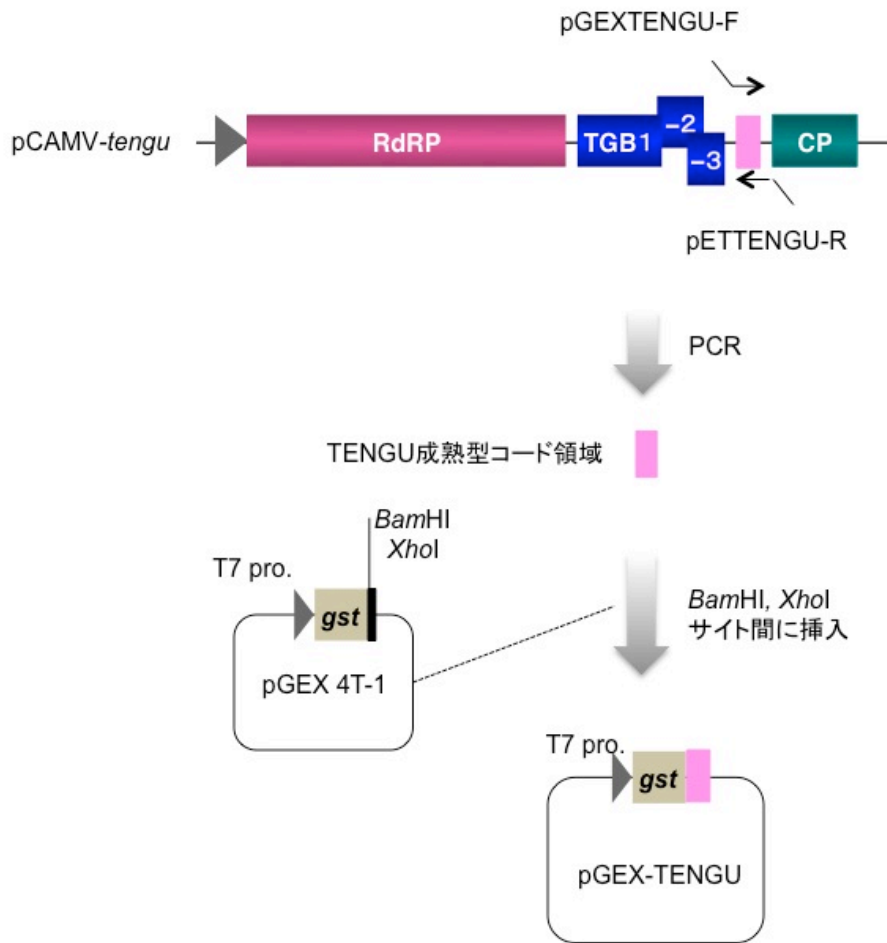 pGEXTENGU-F
pCAMV-tengu
RdRP
TGB1
-2
-3
CP
pETTENGU-R
PCR
TENGU成熟型コード領域
BamHI
XhoI
T7 pro.
gst
pGEX 4T-1
BamHI, XhoI
サイト間に挿入
T7 pro.
gst
pGEX-TENGU